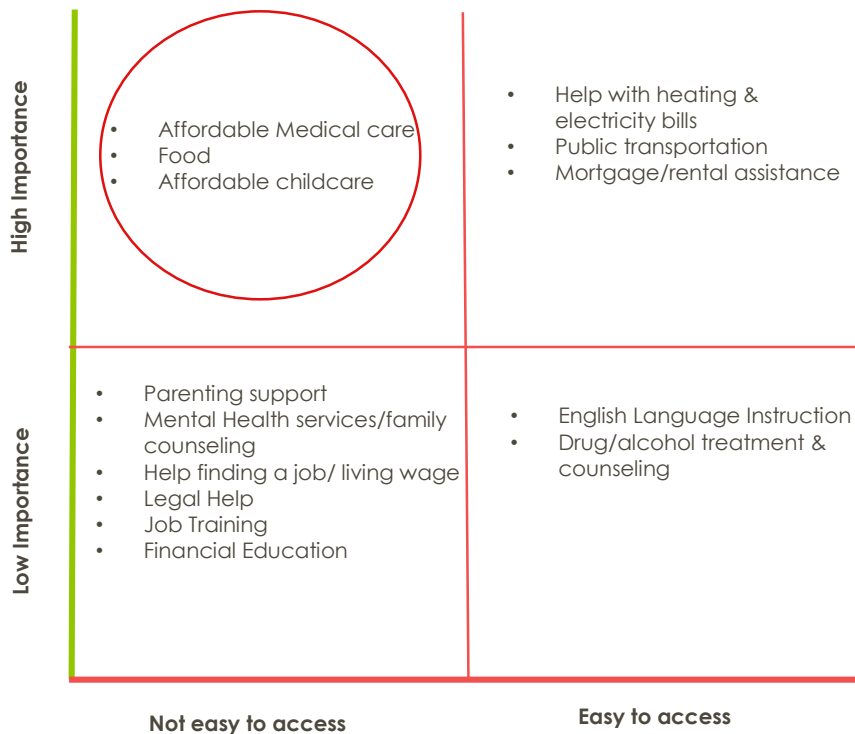 High Importance
• Affordable Medical care
• Food
• Affordable childcare
• Help with heating &
electricity bills
• Public transportation
• Mortgage/rental assistance
Low Importance
• Parenting support
• Mental Health services/family
counseling
• Help finding a job/ living wage
• Legal Help
• Job Training
• Financial Education
• English Language Instruction
• Drug/alcohol treatment &
counseling
Not easy to access
Easy to access